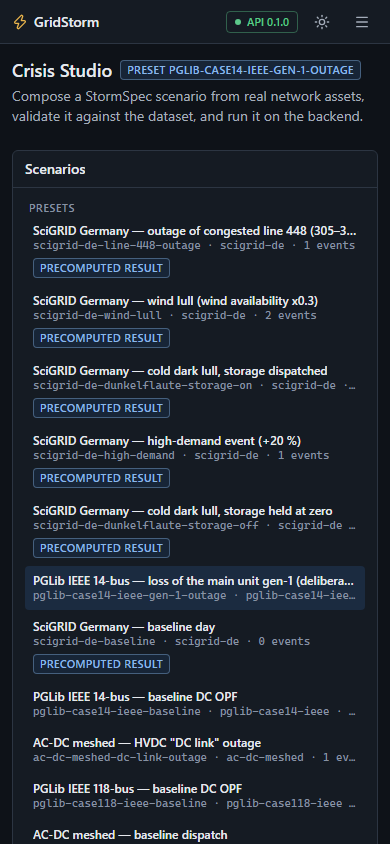 GridStorm
API 0.1.0
Crisis Studio
PRESET PGLIB-CASE14-IEEE-GEN-1-OUTAGE
Compose a StormSpec scenario from real network assets,
validate it against the dataset, and run it on the backend.
Scenarios
PRESETS
SciGRID Germany — outage of congested line 448 (305–3...
scigrid-de-line-448-outage · scigrid-de · 1 events
PRECOMPUTED RESULT
SciGRID Germany — wind lull (wind availability x0.3)
scigrid-de-wind-lull · scigrid-de · 2 events
PRECOMPUTED RESULT
SciGRID Germany — cold dark lull, storage dispatched
scigrid-de-dunkelflaute-storage-on · scigrid-de ·...
PRECOMPUTED RESULT
SciGRID Germany — high-demand event (+20 %)
scigrid-de-high-demand · scigrid-de · 1 events
PRECOMPUTED RESULT
SciGRID Germany — cold dark lull, storage held at zero
scigrid-de-dunkelflaute-storage-off · scigrid-de ...
PRECOMPUTED RESULT
PGLib IEEE 14-bus — loss of the main unit gen-1 (delibera...
pglib-case14-ieee-gen-1-outage · pglib-case14-iee...
SciGRID Germany — baseline day
scigrid-de-baseline · scigrid-de · 0 events
PRECOMPUTED RESULT
PGLib IEEE 14-bus — baseline DC OPF
pglib-case14-ieee-baseline · pglib-case14-ieee · ...
AC-DC meshed — HVDC "DC link" outage
ac-dc-meshed-dc-link-outage · ac-dc-meshed · 1 ev...
PGLib IEEE 118-bus — baseline DC OPF
pglib-case118-ieee-baseline · pglib-case118-ieee ...
AC-DC meshed — baseline dispatch